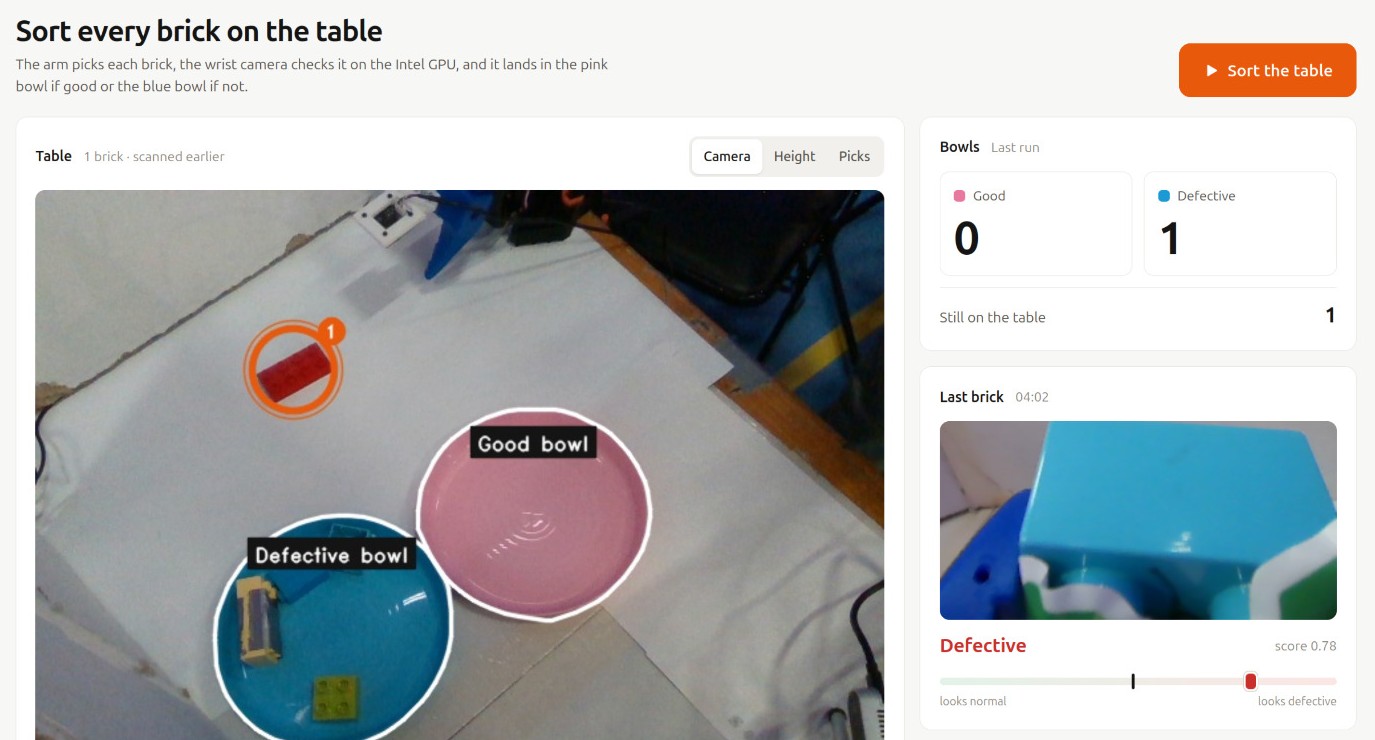 Sort every brick on the table
The arm picks each brick, the wrist camera checks it on the Intel GPU, and it lands in the pink
bowl if good or the blue bowl if not.
Sort the table
Table 1 brick · scanned earlier
Camera Height Picks
1
Good bowl
Defective bowl
Bowls Last run
Good
0
Defective
1
Still on the table 1
Last brick 04:02
Defective score 0.78
looks normal looks defective